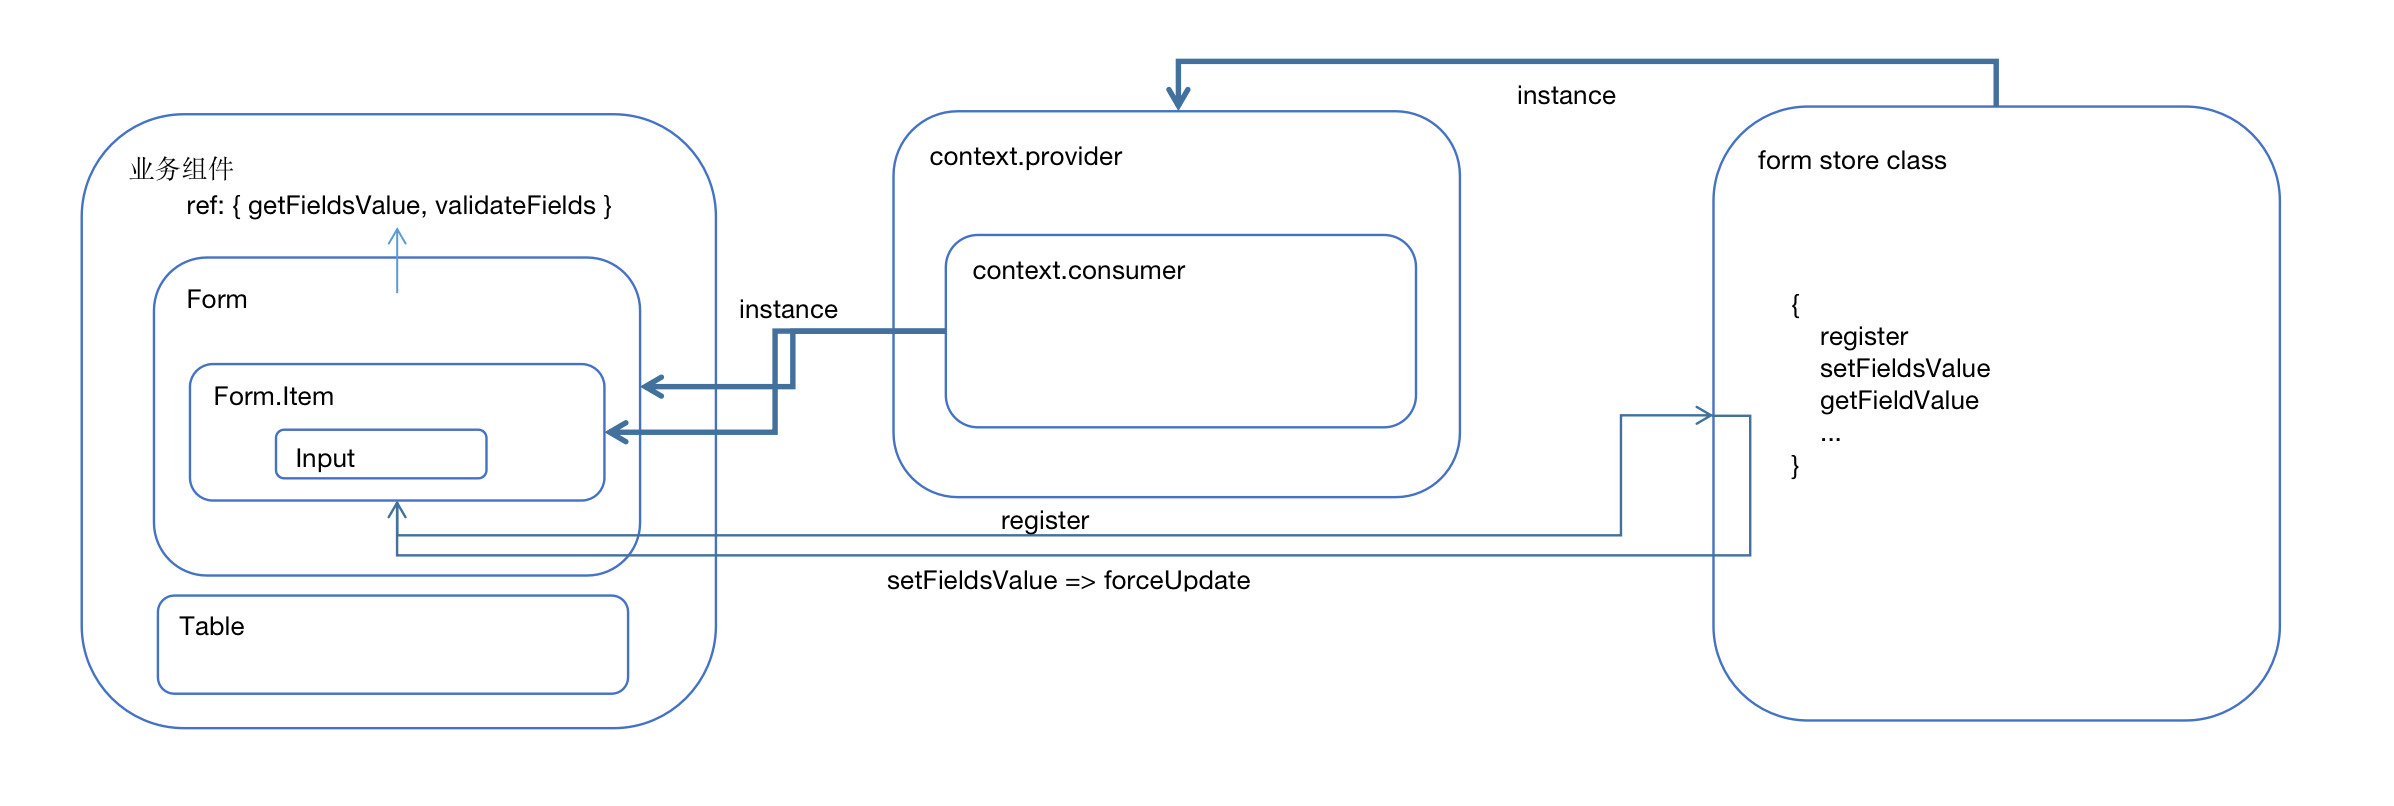 业务组件
ref: { getFieldsValue, validateFields }
Form
Form.Item
Input
Table
instance
context.provider
context.consumer
instance
form store class
{
register
setFieldsValue
getFieldValue
...
}
register
setFieldsValue => forceUpdate